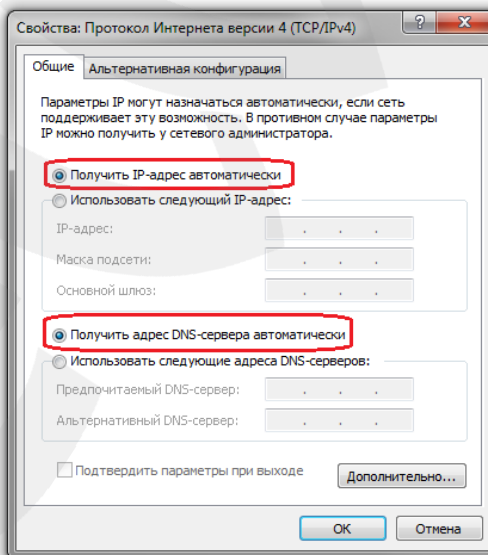 Свойства: Протокол Интернета версии 4 (TCP/IPv4)
Общие
Альтернативная конфигурация
Параметры IP могут назначаться автоматически, если сеть
поддерживает эту возможность. В противном случае параметры
IP можно получить у сетевого администратора.
Получить IP-адрес автоматически
Использовать следующий IP-адрес:
IP-адрес:
Маска подсети:
Основной шлюз:
Получить адрес DNS-сервера автоматически
Использовать следующие адреса DNS-серверов:
Предпочитаемый DNS-сервер:
Альтернативный DNS-сервер:
Подтвердить параметры при выходе
Дополнительно...
ОК
Отмена